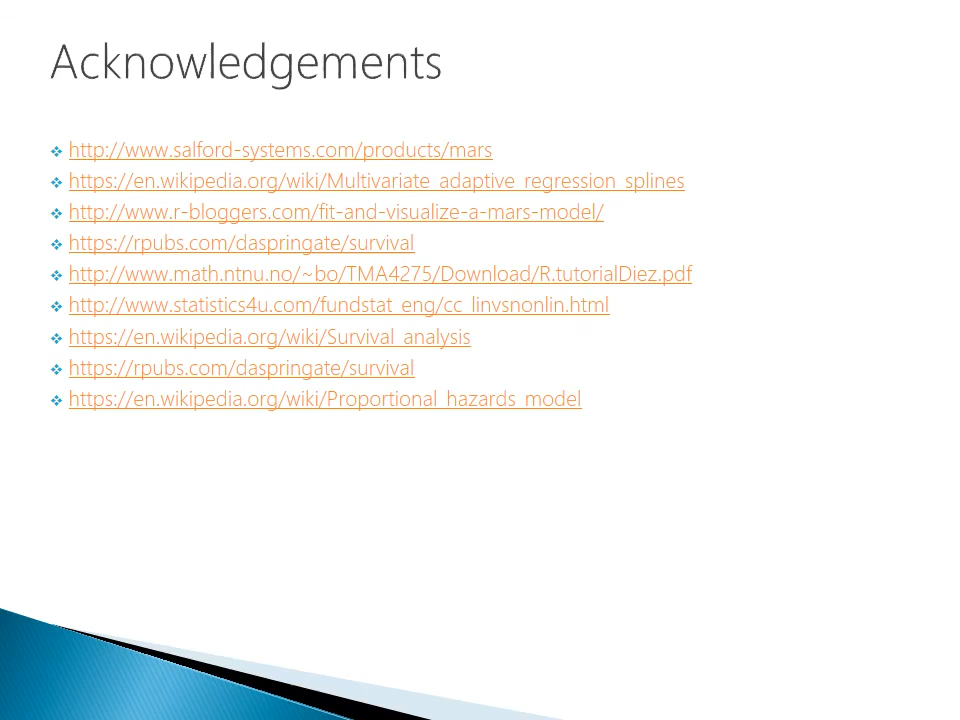 Acknowledgements
http://www.salford-systems.com/products/mars
https://en.wikipedia.org/wiki/Multivariate_adaptive_regression_splines
http://www.r-bloggers.com/fit-and-visualize-a-mars-model/
https://rpubs.com/daspringate/survival
http://www.math.ntnu.no/~bo/TMA4275/Download/R.tutorialDiez.pdf
http://www.statistics4u.com/fundstat_eng/cc_linvsnonlin.html
https://en.wikipedia.org/wiki/Survival_analysis
https://rpubs.com/daspringate/survival
https://en.wikipedia.org/wiki/Proportional_hazards_model